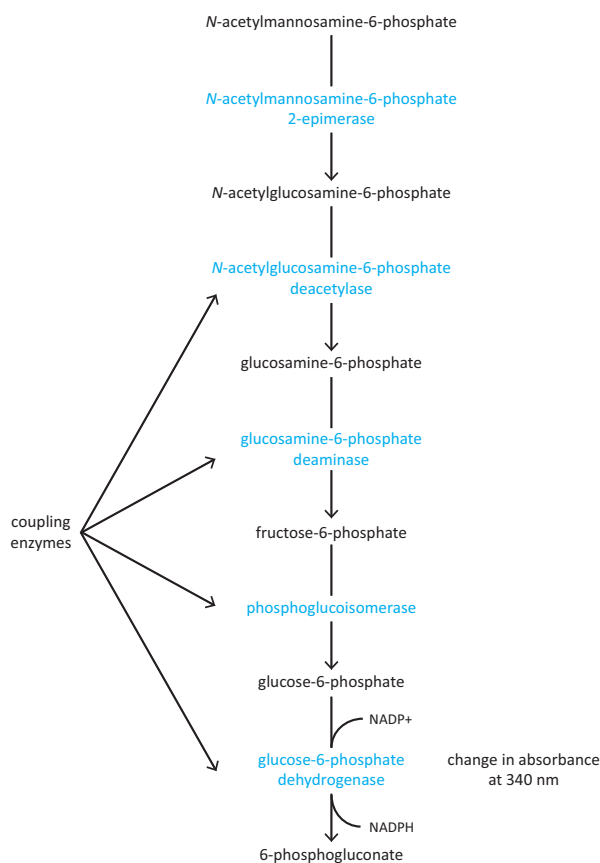 N-acetylmannosamine-6-phosphate
N-acetylmannosamine-6-phosphate
2-epimerase
N-acetylglucosamine-6-phosphate
N-acetylglucosamine-6-phosphate
deacetylase
glucosamine-6-phosphate
glucosamine-6-phosphate
deaminase
coupling
enzymes
fructose-6-phosphate
phosphoglucoisomerase
glucose-6-phosphate
NADP+
glucose-6-phosphate
dehydrogenase
change in absorbance
at 340 nm
NADPH
6-phosphogluconate